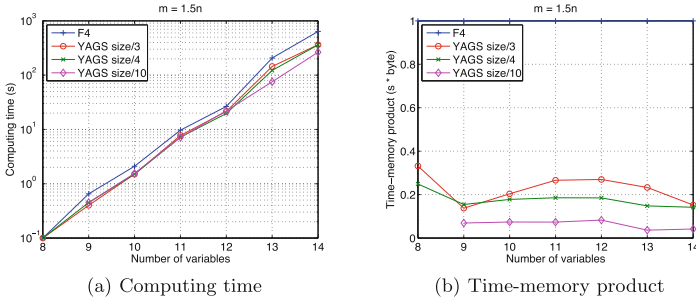 m = 1.5n
Computing time (s)
10³
10²
10¹
10⁰
10⁻¹
F4
YAGS size/3
YAGS size/4
YAGS size/10
8 9 10 11 12 13 14
Number of variables
(a) Computing time
m = 1.5n
Time−memory product (s * byte)
1
0.8
0.6
0.4
0.2
0
F4
YAGS size/3
YAGS size/4
YAGS size/10
8 9 10 11 12 13 14
Number of variables
(b) Time-memory product